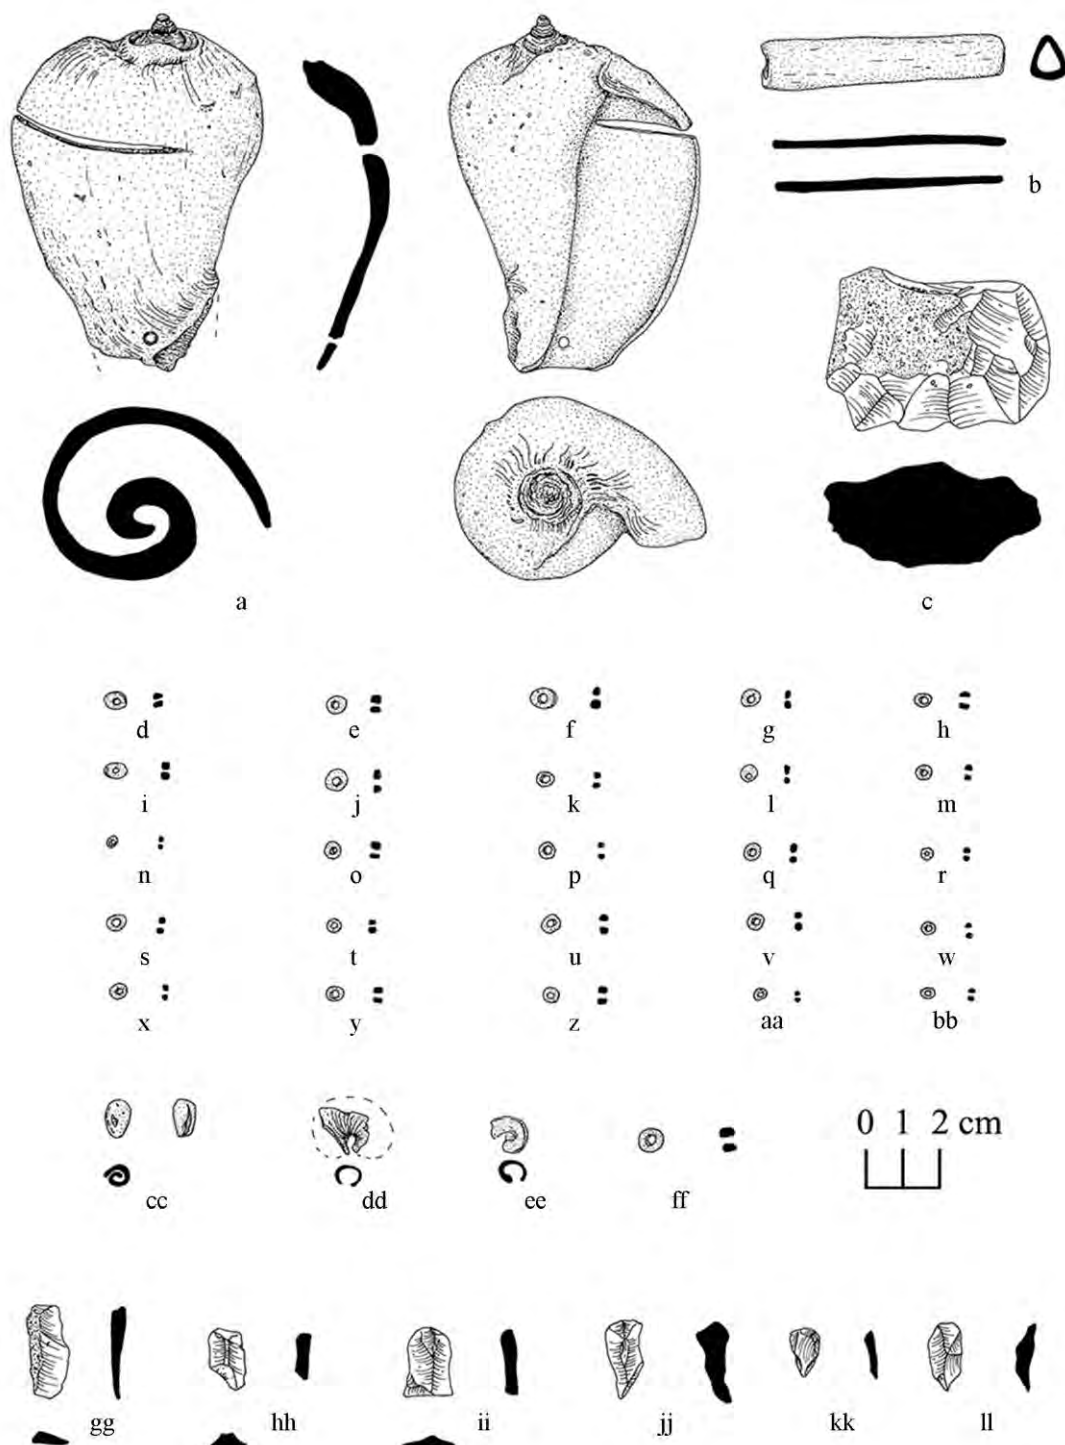 b
a
c
d e f g h
i j k l m
n o p q r
s t u v w
x y z aa bb
0 1 2 cm
cc dd ee ff
gg hh ii jj kk ll